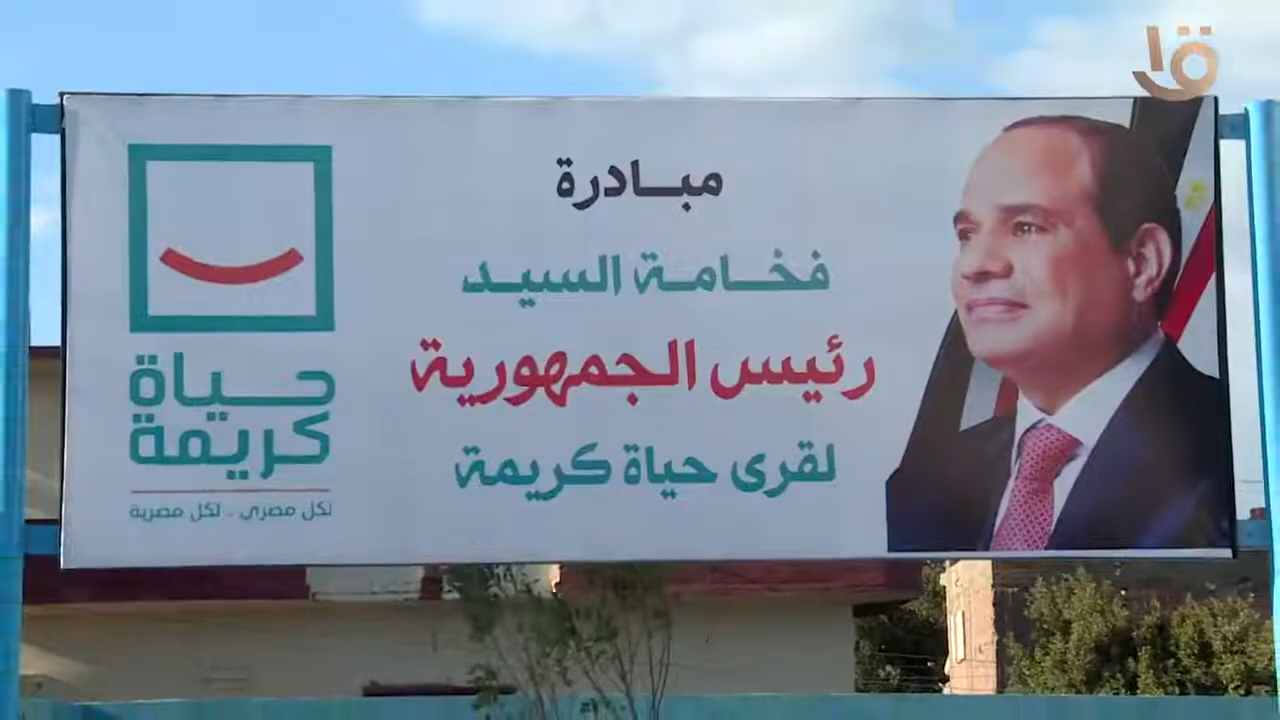 مبادرة
فخامة السيد
رئيس الجمهورية
لقرى حياة كريمة
حياة
كريمة
لكل مصري .. لكل مصرية